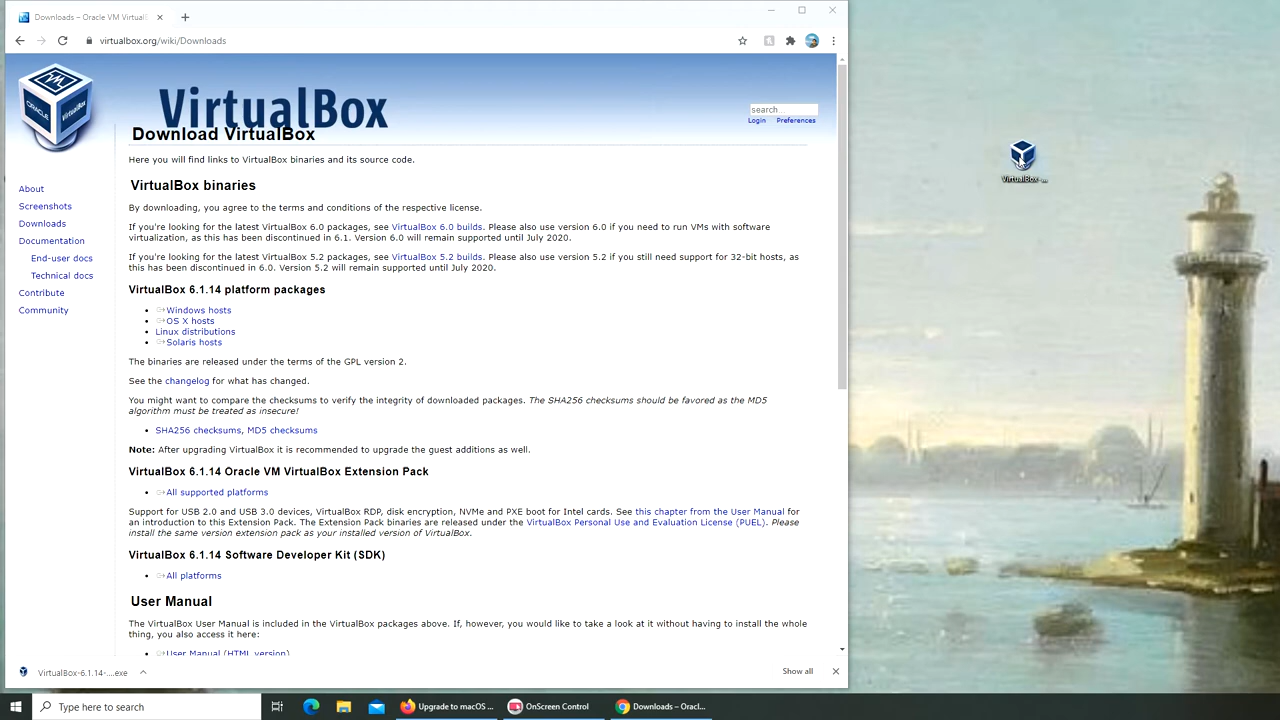 Downloads – Oracle VM Virtuall
virtualbox.org/wiki/Downloads
VM
ORACLE
VirtualBox
VirtualBox
search...
Login Preferences
About
Screenshots
Downloads
Documentation
End-user docs
Technical docs
Contribute
Community
Download VirtualBox
Here you will find links to VirtualBox binaries and its source code.
VirtualBox binaries
By downloading, you agree to the terms and conditions of the respective license.
If you're looking for the latest VirtualBox 6.0 packages, see VirtualBox 6.0 builds. Please also use version 6.0 if you need to run VMs with software
virtualization, as this has been discontinued in 6.1. Version 6.0 will remain supported until July 2020.
If you're looking for the latest VirtualBox 5.2 packages, see VirtualBox 5.2 builds. Please also use version 5.2 if you still need support for 32-bit hosts, as
this has been discontinued in 6.0. Version 5.2 will remain supported until July 2020.
VirtualBox 6.1.14 platform packages
• Windows hosts
• OS X hosts
• Linux distributions
• Solaris hosts
The binaries are released under the terms of the GPL version 2.
See the changelog for what has changed.
You might want to compare the checksums to verify the integrity of downloaded packages. The SHA256 checksums should be favored as the MD5
algorithm must be treated as insecure!
• SHA256 checksums, MD5 checksums
Note: After upgrading VirtualBox it is recommended to upgrade the guest additions as well.
VirtualBox 6.1.14 Oracle VM VirtualBox Extension Pack
• All supported platforms
Support for USB 2.0 and USB 3.0 devices, VirtualBox RDP, disk encryption, NVMe and PXE boot for Intel cards. See this chapter from the User Manual for
an introduction to this Extension Pack. The Extension Pack binaries are released under the VirtualBox Personal Use and Evaluation License (PUEL). Please
install the same version extension pack as your installed version of VirtualBox.
VirtualBox 6.1.14 Software Developer Kit (SDK)
• All platforms
User Manual
The VirtualBox User Manual is included in the VirtualBox packages above. If, however, you would like to take a look at it without having to install the whole
thing, you also access it here:
• User Manual (HTML version)
VirtualBox-6.1.14-....exe
Show all
VirtualBox-...
Type here to search
Upgrade to macOS ...
OnScreen Control
Downloads – Oracl...